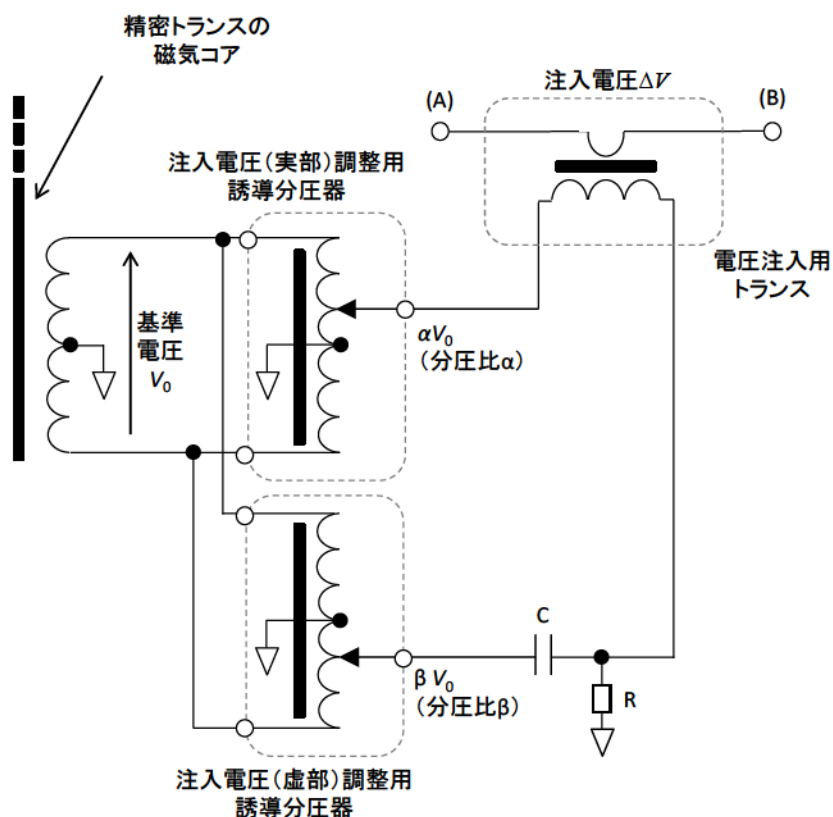 精密トランスの
磁気コア
注入電圧ΔV
(A)
(B)
注入電圧(実部)調整用
誘導分圧器
電圧注入用
トランス
基準
電圧
V₀
αV₀
(分圧比α)
C
βV₀
(分圧比β)
R
注入電圧(虚部)調整用
誘導分圧器